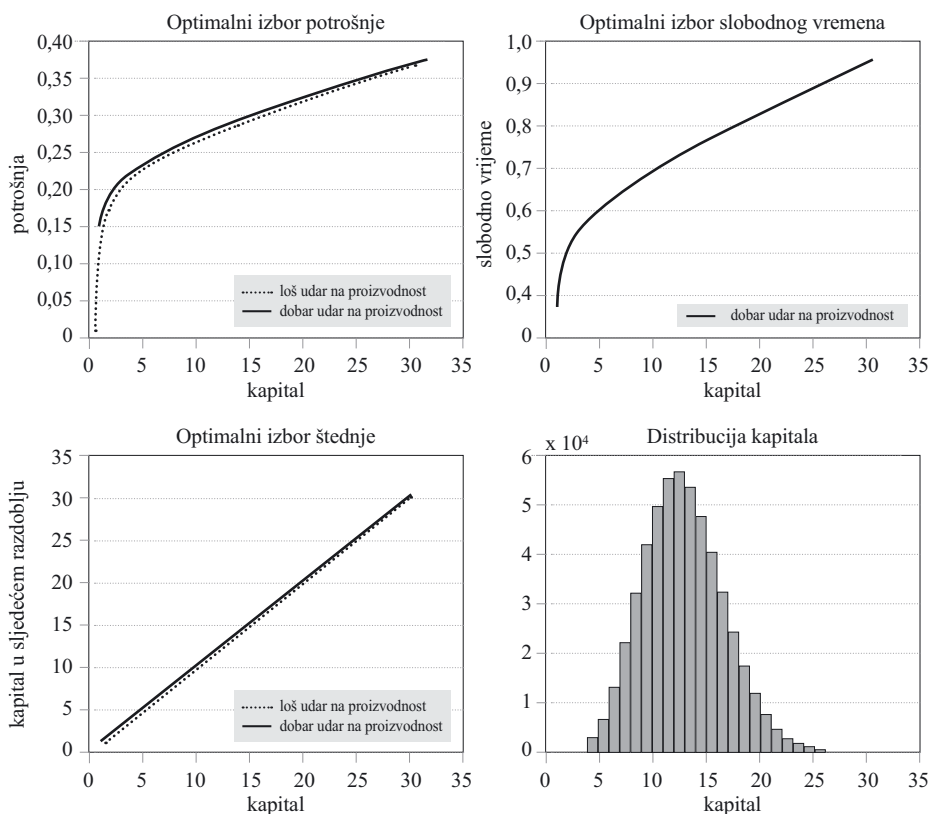 Optimalni izbor potrošnje
0,40
0,35
0,30
0,25
0,20
0,15
0,10
0,05
0
potrošnja
loš udar na proizvodnost
dobar udar na proizvodnost
0 5 10 15 20 25 30 35
kapital
Optimalni izbor slobodnog vremena
1,0
0,9
0,8
0,7
0,6
0,5
0,4
0
slobodno vrijeme
dobar udar na proizvodnost
0 5 10 15 20 25 30 35
kapital
Optimalni izbor štednje
35
30
25
20
15
10
5
0
kapital u sljedećem razdoblju
loš udar na proizvodnost
dobar udar na proizvodnost
0 5 10 15 20 25 30 35
kapital
Distribucija kapitala
x 10⁴
6
5
4
3
2
1
0
0 5 10 15 20 25 30 35
kapital